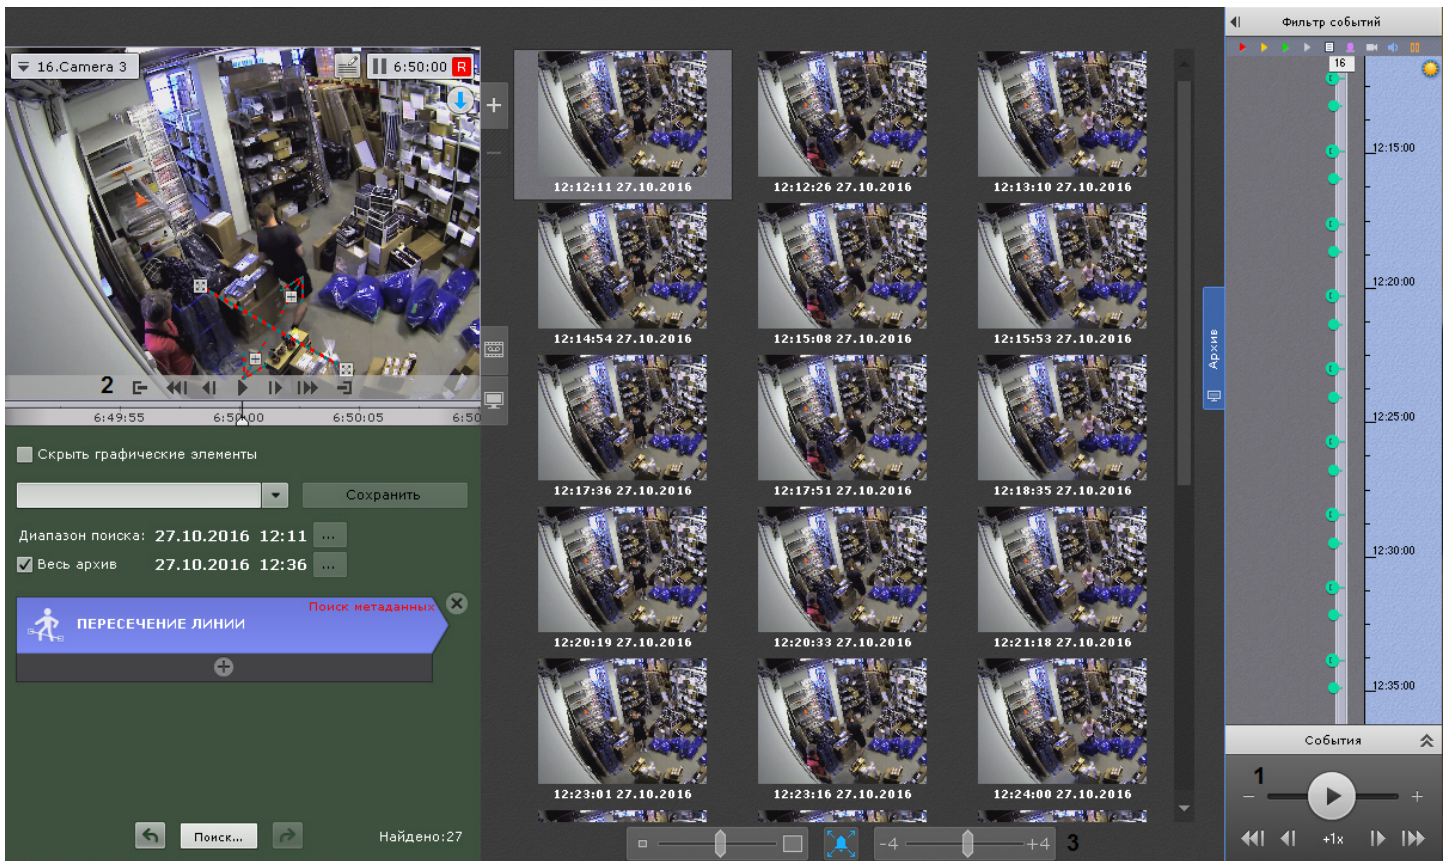 16.Camera 3
6:50:00 R
2
6:49:55 6:50:00 6:50:05 6:50
Скрыть графические элементы
Сохранить
Диапазон поиска: 27.10.2016 12:11 ...
Весь архив 27.10.2016 12:36 ...
Поиск метаданных
ПЕРЕСЕЧЕНИЕ ЛИНИИ
Поиск...
Найдено:27
12:12:11 27.10.2016 12:12:26 27.10.2016 12:13:10 27.10.2016
12:14:54 27.10.2016 12:15:08 27.10.2016 12:15:53 27.10.2016
12:17:36 27.10.2016 12:17:51 27.10.2016 12:18:35 27.10.2016
12:20:19 27.10.2016 12:20:33 27.10.2016 12:21:18 27.10.2016
12:23:01 27.10.2016 12:23:16 27.10.2016 12:24:00 27.10.2016
-4 +4 3
Архив
Фильтр событий
16
12:15:00
12:20:00
12:25:00
12:30:00
12:35:00
События
1
− +
+1x